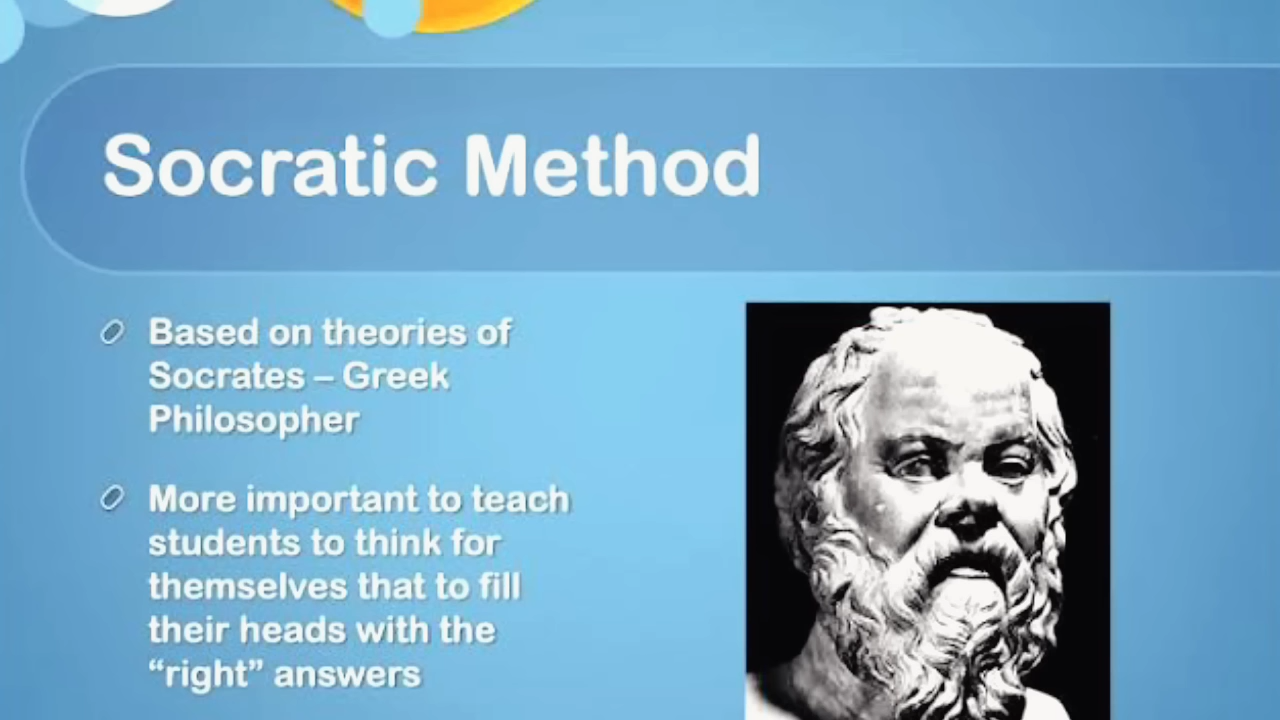 Socratic Method
Based on theories of
Socrates – Greek
Philosopher
More important to teach
students to think for
themselves that to fill
their heads with the
“right” answers